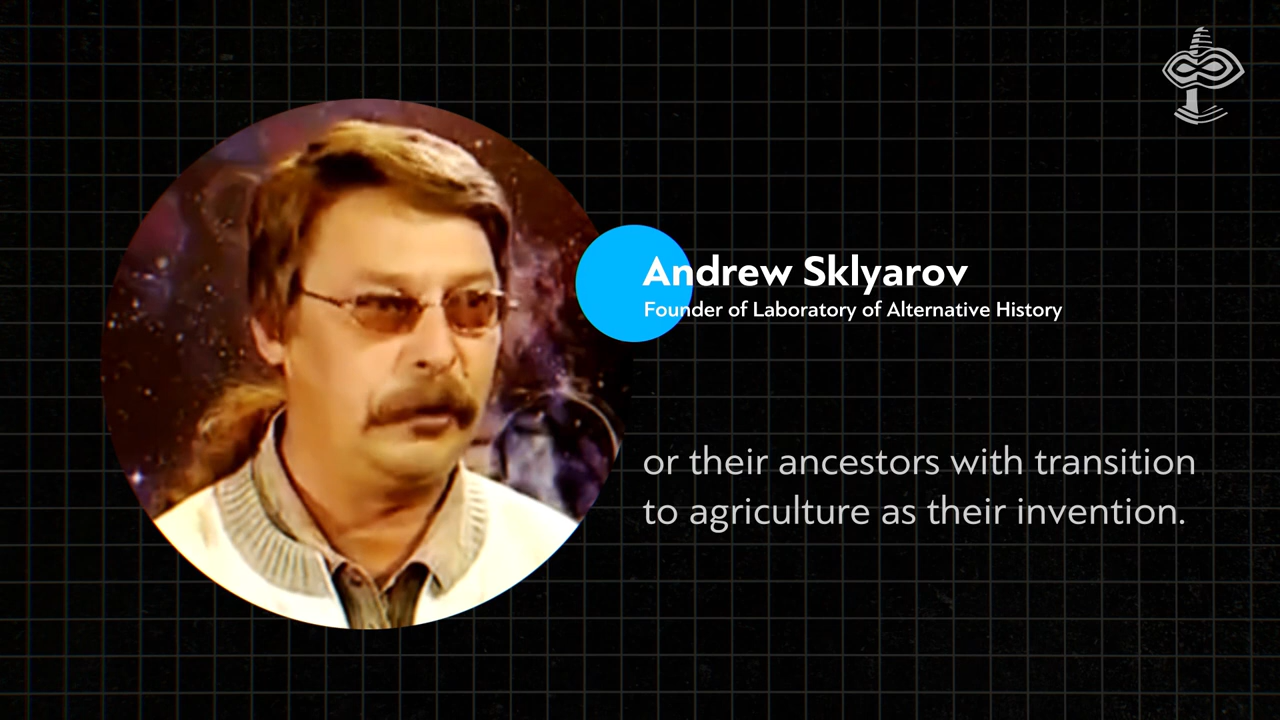 Andrew Sklyarov
Founder of Laboratory of Alternative History
or their ancestors with transition
to agriculture as their invention.